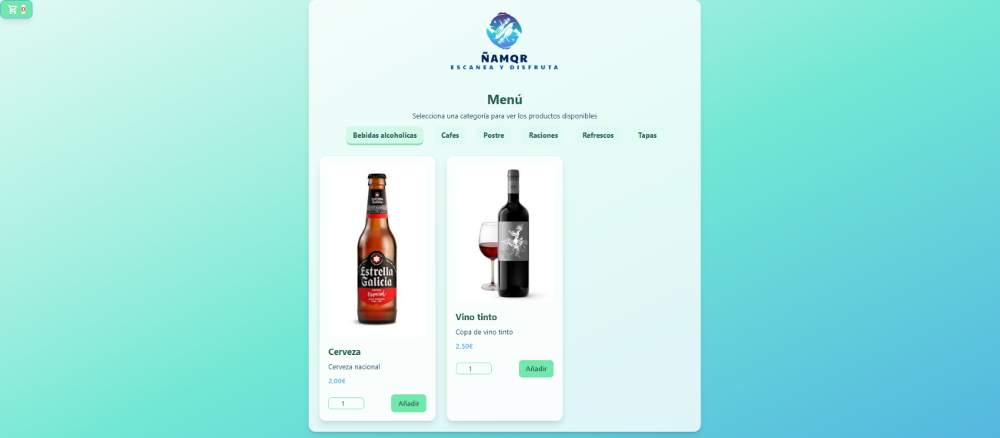 0
ÑAMQR
ESCANEA Y DISFRUTA
Menú
Selecciona una categoría para ver los productos disponibles
Bebidas alcoholicas
Cafes
Postre
Raciones
Refrescos
Tapas
Estrella
Galicia
Especial
Cerveza
Cerveza nacional
2,00€
1
Añadir
Vino tinto
Copa de vino tinto
2,50€
1
Añadir